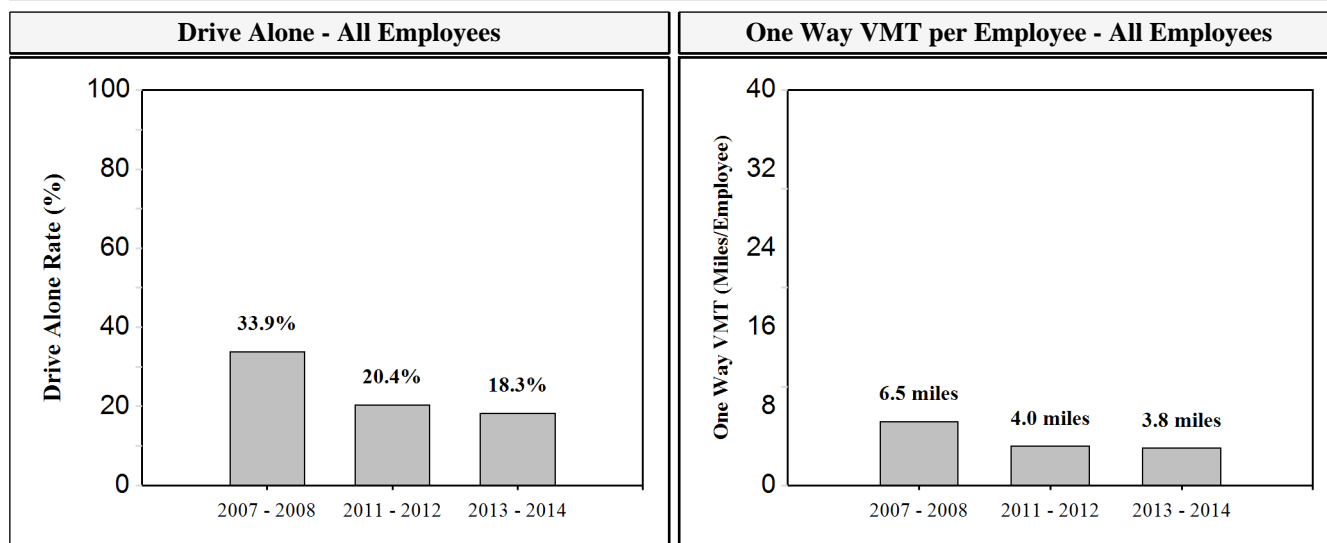 Drive Alone - All Employees
Drive Alone Rate (%)
100
80
60
40
20
0
33.9%
20.4%
18.3%
2007 - 2008
2011 - 2012
2013 - 2014
One Way VMT per Employee - All Employees
One Way VMT (Miles/Employee)
40
32
24
16
8
0
6.5 miles
4.0 miles
3.8 miles
2007 - 2008
2011 - 2012
2013 - 2014